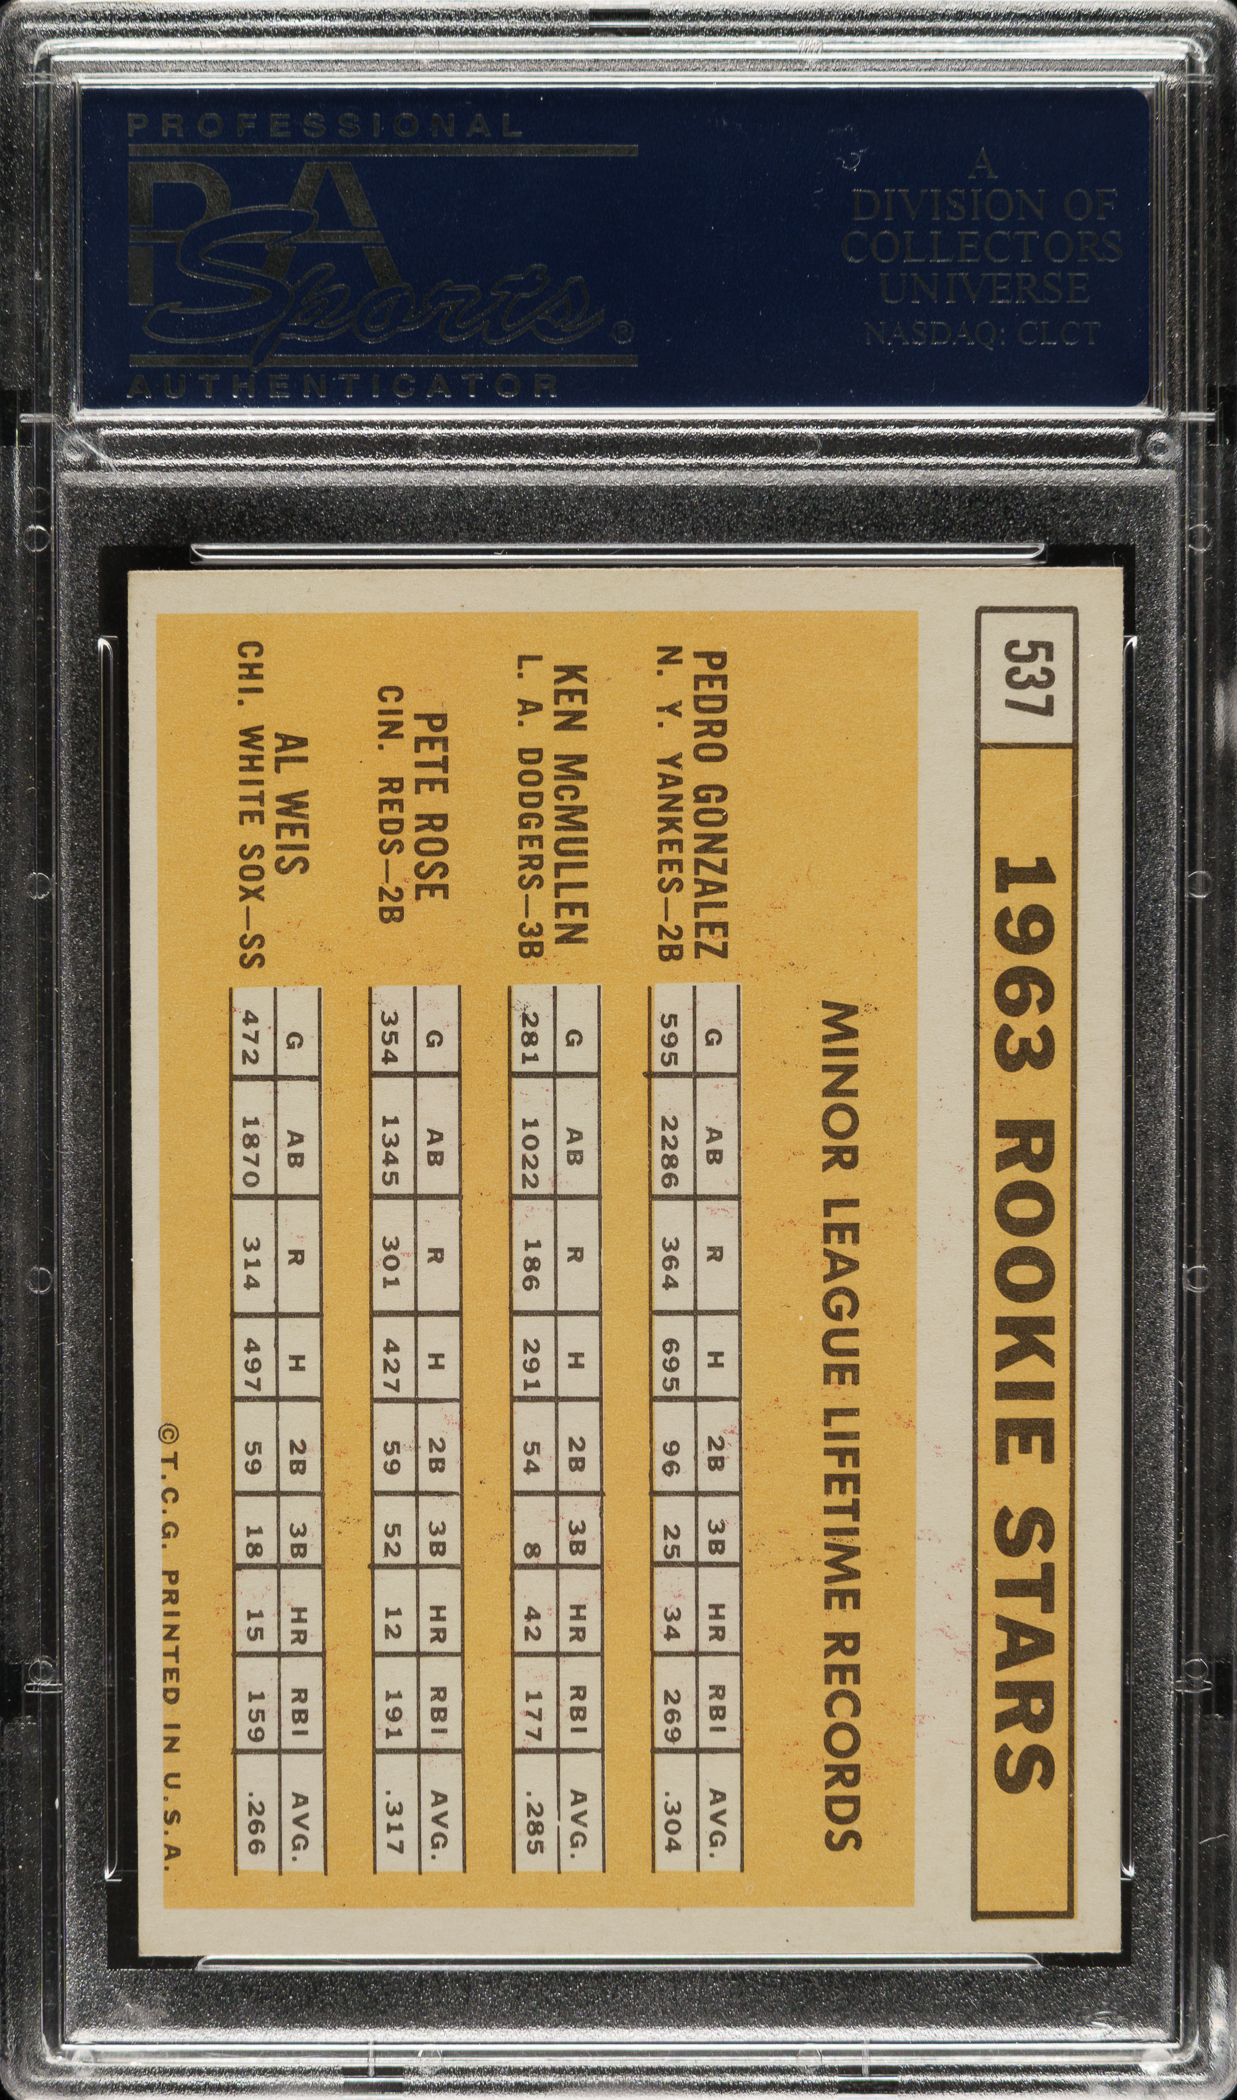 PROFESSIONAL
PSA
Sports®
AUTHENTICATOR
A
DIVISION OF
COLLECTORS
UNIVERSE
NASDAQ: CLCT
537 1963 ROOKIE STARS
MINOR LEAGUE LIFETIME RECORDS
PEDRO GONZALEZ G AB R H 2B 3B HR RBI AVG.
N. Y. YANKEES—2B 595 2286 364 695 96 25 34 269 .304
KEN McMULLEN G AB R H 2B 3B HR RBI AVG.
L. A. DODGERS—3B 281 1022 186 291 54 8 42 177 .285
PETE ROSE G AB R H 2B 3B HR RBI AVG.
CIN. REDS—2B 354 1345 301 427 59 52 12 191 .317
AL WEIS G AB R H 2B 3B HR RBI AVG.
CHI. WHITE SOX—SS 472 1870 314 497 59 18 15 159 .266
©T.C.G. PRINTED IN U.S.A.